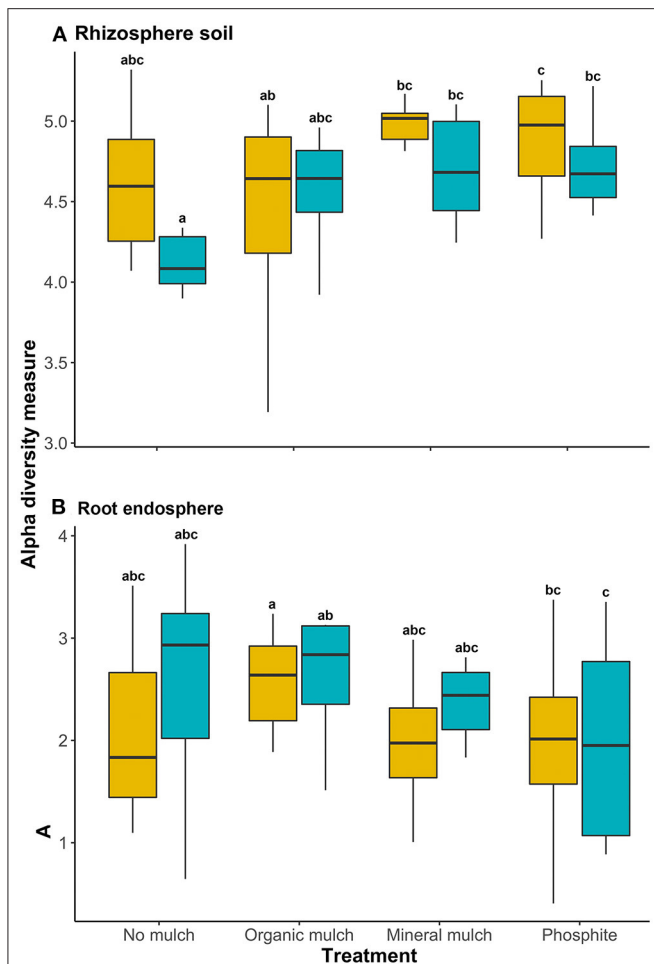 A Rhizosphere soil
abc
a
ab
abc
bc
bc
c
bc
5.0
4.5
4.0
3.5
3.0
Alpha diversity measure
B Root endosphere
abc
abc
a
ab
abc
abc
bc
c
4
3
2
1
A
No mulch Organic mulch Mineral mulch Phosphite
Treatment